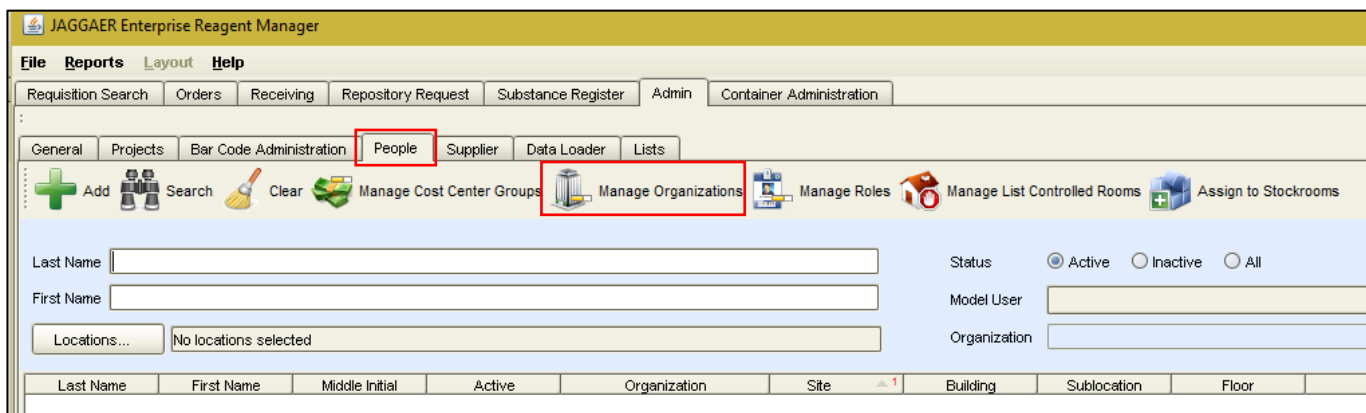 JAGGAER Enterprise Reagent Manager
File Reports Layout Help
Requisition Search Orders Receiving Repository Request Substance Register Admin Container Administration
General Projects Bar Code Administration People Supplier Data Loader Lists
Add Search Clear Manage Cost Center Groups Manage Organizations Manage Roles Manage List Controlled Rooms Assign to Stockrooms
Last Name Status Active Inactive All
First Name Model User
Locations... No locations selected Organization
Last Name First Name Middle Initial Active Organization Site 1 Building Sublocation Floor